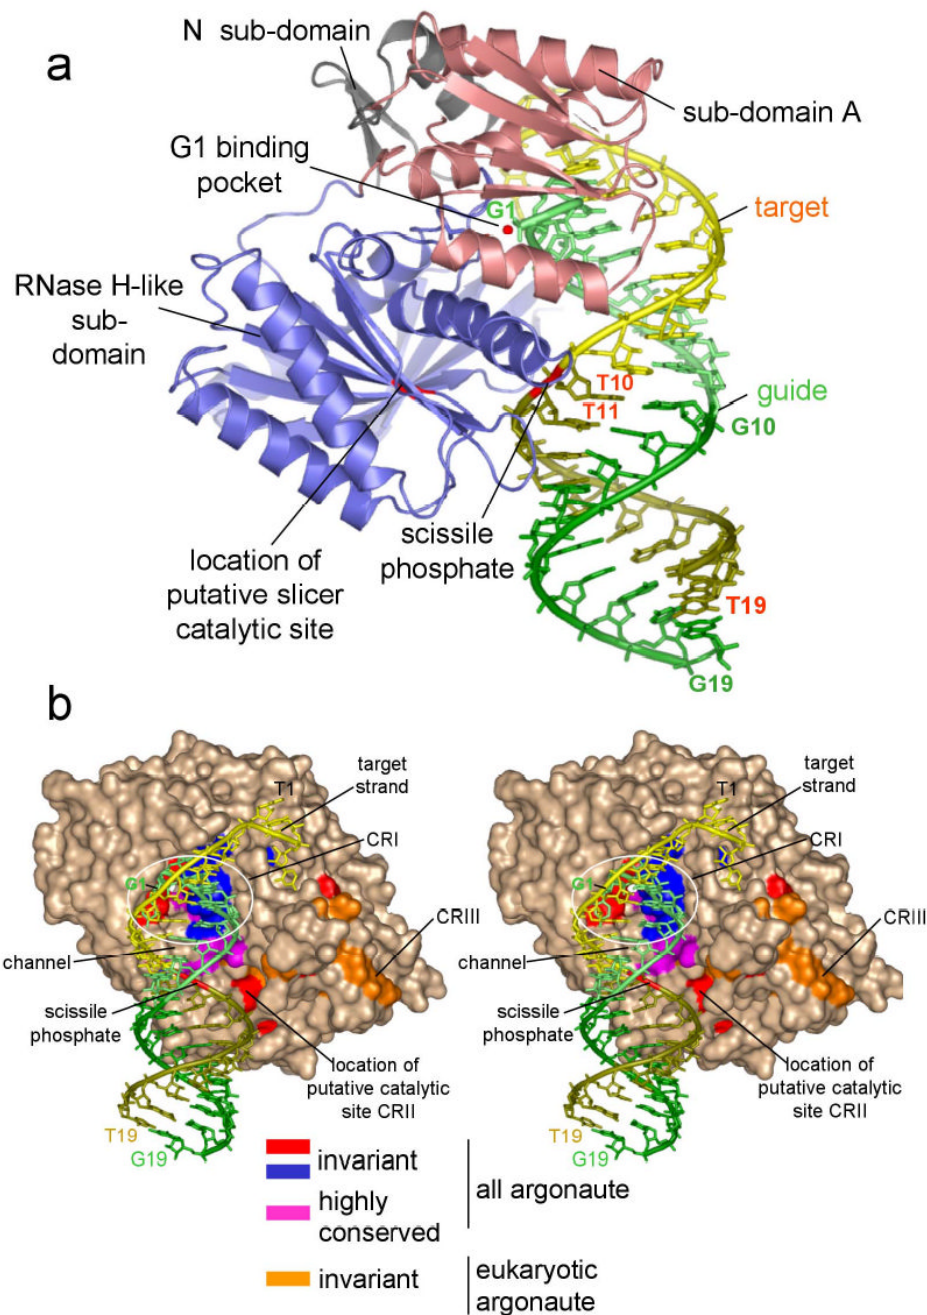 a
N sub-domain
sub-domain A
G1 binding
pocket
G1
target
RNase H-like
sub-
domain
T10
T11
guide
G10
scissile
phosphate
location of
putative slicer
catalytic site
T19
G19
b
target
strand
T1
CRI
G1
CRIII
channel
scissile
phosphate
location of
putative catalytic
site CRII
T19
G19
target
strand
T1
CRI
G1
CRIII
channel
scissile
phosphate
location of
putative catalytic
site CRII
T19
G19
invariant
highly
conserved
all argonaute
invariant
eukaryotic
argonaute